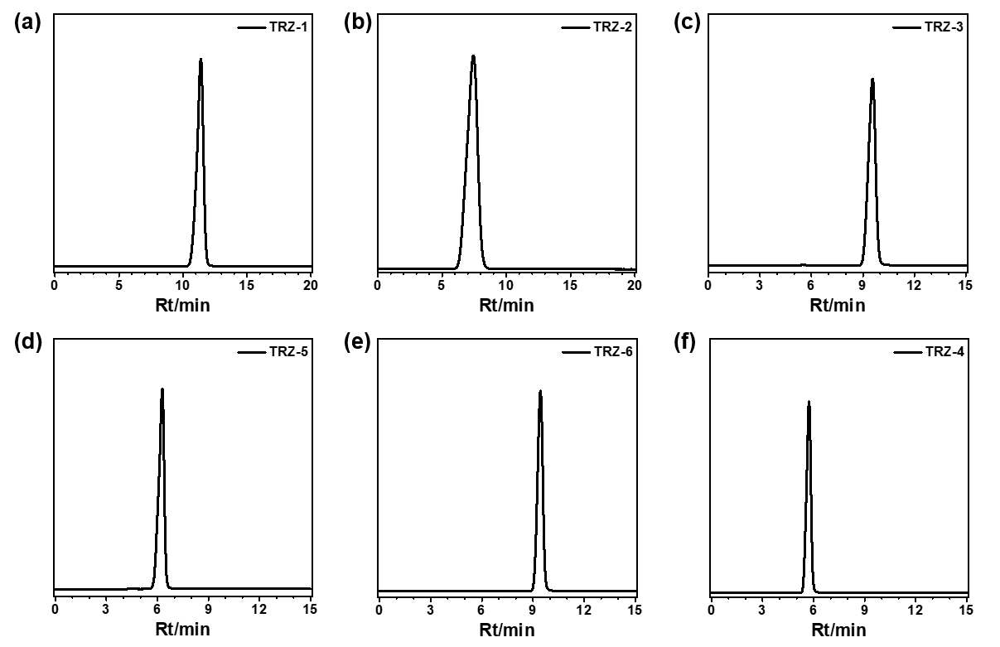 (a) TRZ-1
0 5 10 15 20
Rt/min
(b) TRZ-2
0 5 10 15 20
Rt/min
(c) TRZ-3
0 3 6 9 12 15
Rt/min
(d) TRZ-5
0 3 6 9 12 15
Rt/min
(e) TRZ-6
0 3 6 9 12 15
Rt/min
(f) TRZ-4
0 3 6 9 12 15
Rt/min